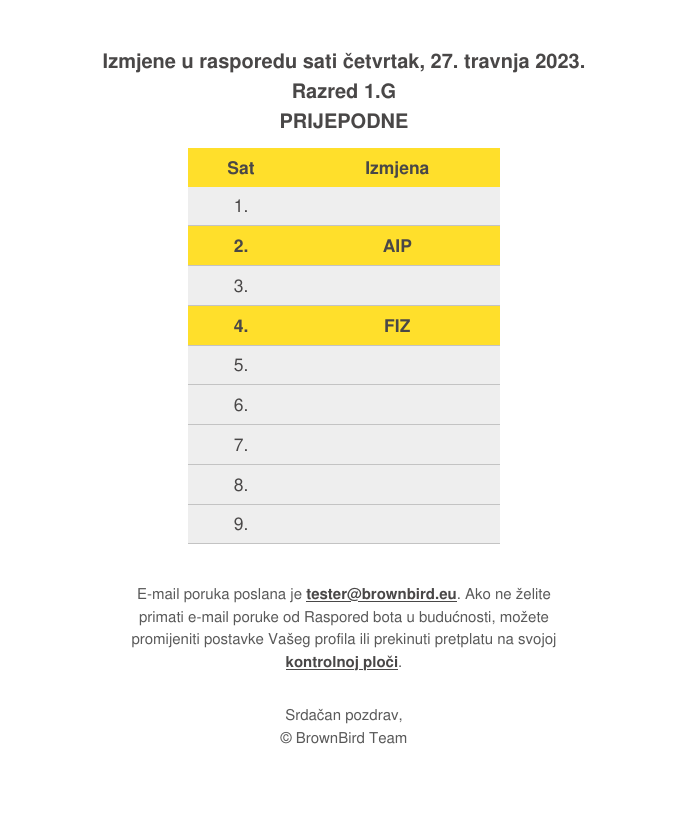 Izmjene u rasporedu sati četvrtak, 27. travnja 2023.
Razred 1.G
PRIJEPODNE
Sat Izmjena
1.
2. AIP
3.
4. FIZ
5.
6.
7.
8.
9.
E-mail poruka poslana je tester@brownbird.eu. Ako ne želite
primati e-mail poruke od Raspored bota u budućnosti, možete
promijeniti postavke Vašeg profila ili prekinuti pretplatu na svojoj
kontrolnoj ploči.
Srdačan pozdrav,
© BrownBird Team